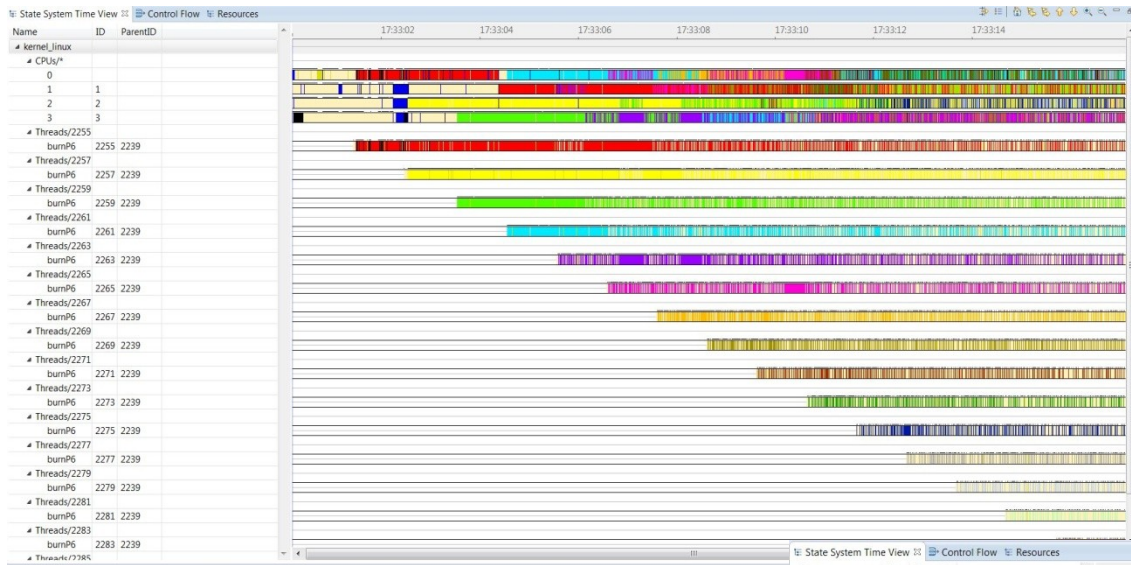 State System Time View Control Flow Resources
Name ID ParentID
17:33:02 17:33:04 17:33:06 17:33:08 17:33:10 17:33:12 17:33:14
kernel_linux
CPUs/*
0
1 1
2 2
3 3
Threads/2255
burnP6 2255 2239
Threads/2257
burnP6 2257 2239
Threads/2259
burnP6 2259 2239
Threads/2261
burnP6 2261 2239
Threads/2263
burnP6 2263 2239
Threads/2265
burnP6 2265 2239
Threads/2267
burnP6 2267 2239
Threads/2269
burnP6 2269 2239
Threads/2271
burnP6 2271 2239
Threads/2273
burnP6 2273 2239
Threads/2275
burnP6 2275 2239
Threads/2277
burnP6 2277 2239
Threads/2279
burnP6 2279 2239
Threads/2281
burnP6 2281 2239
Threads/2283
burnP6 2283 2239
Threads/2285
State System Time View Control Flow Resources